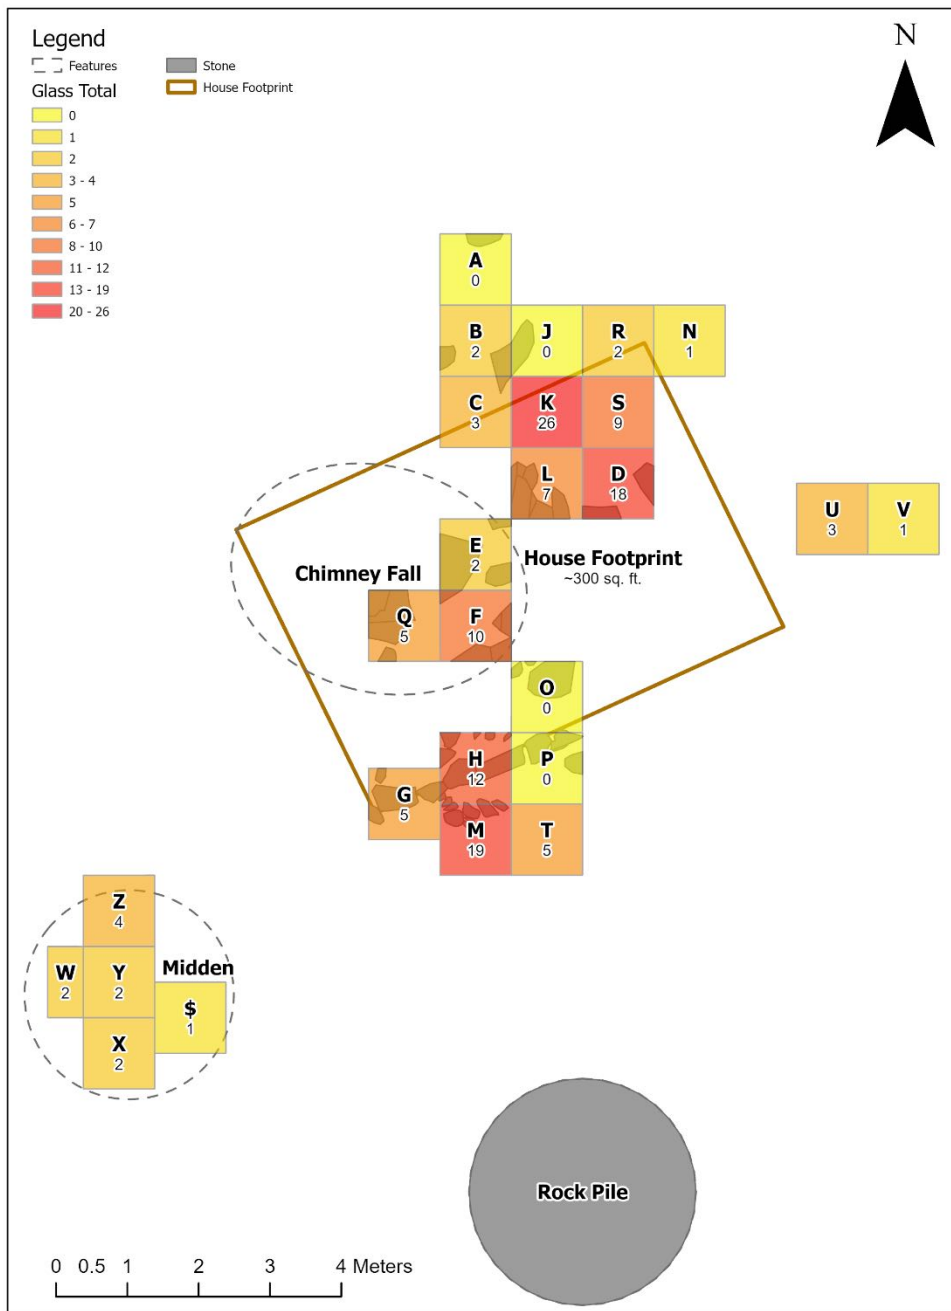 Legend
Features
Stone
House Footprint
Glass Total
0
1
2
3 - 4
5
6 - 7
8 - 10
11 - 12
13 - 19
20 - 26
N
A
0
B
2
J
0
R
2
N
1
C
3
K
26
S
9
L
7
D
18
U
3
V
1
E
2
House Footprint
~300 sq. ft.
Chimney Fall
Q
5
F
10
O
0
H
12
P
0
G
5
M
19
T
5
Z
4
W
2
Y
2
Midden
$
1
X
2
Rock Pile
0 0.5 1 2 3 4 Meters